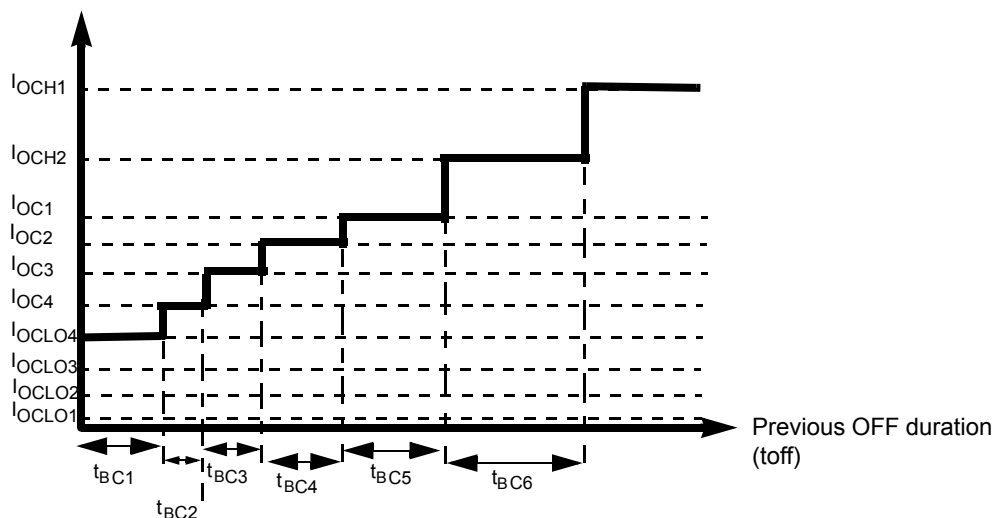 IOCH1
IOCH2
IOC1
IOC2
IOC3
IOC4
IOCLO4
IOCLO3
IOCLO2
IOCLO1
Previous OFF duration
(toff)
tBC1
tBC2
tBC3
tBC4
tBC5
tBC6